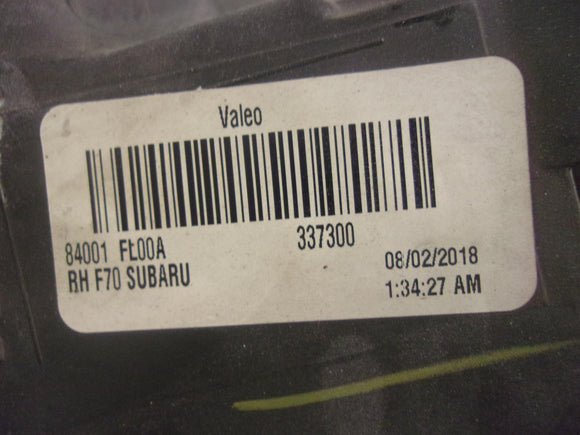 Valeo
84001 FL00A 337300
RH F70 SUBARU
08/02/2018
1:34:27 AM